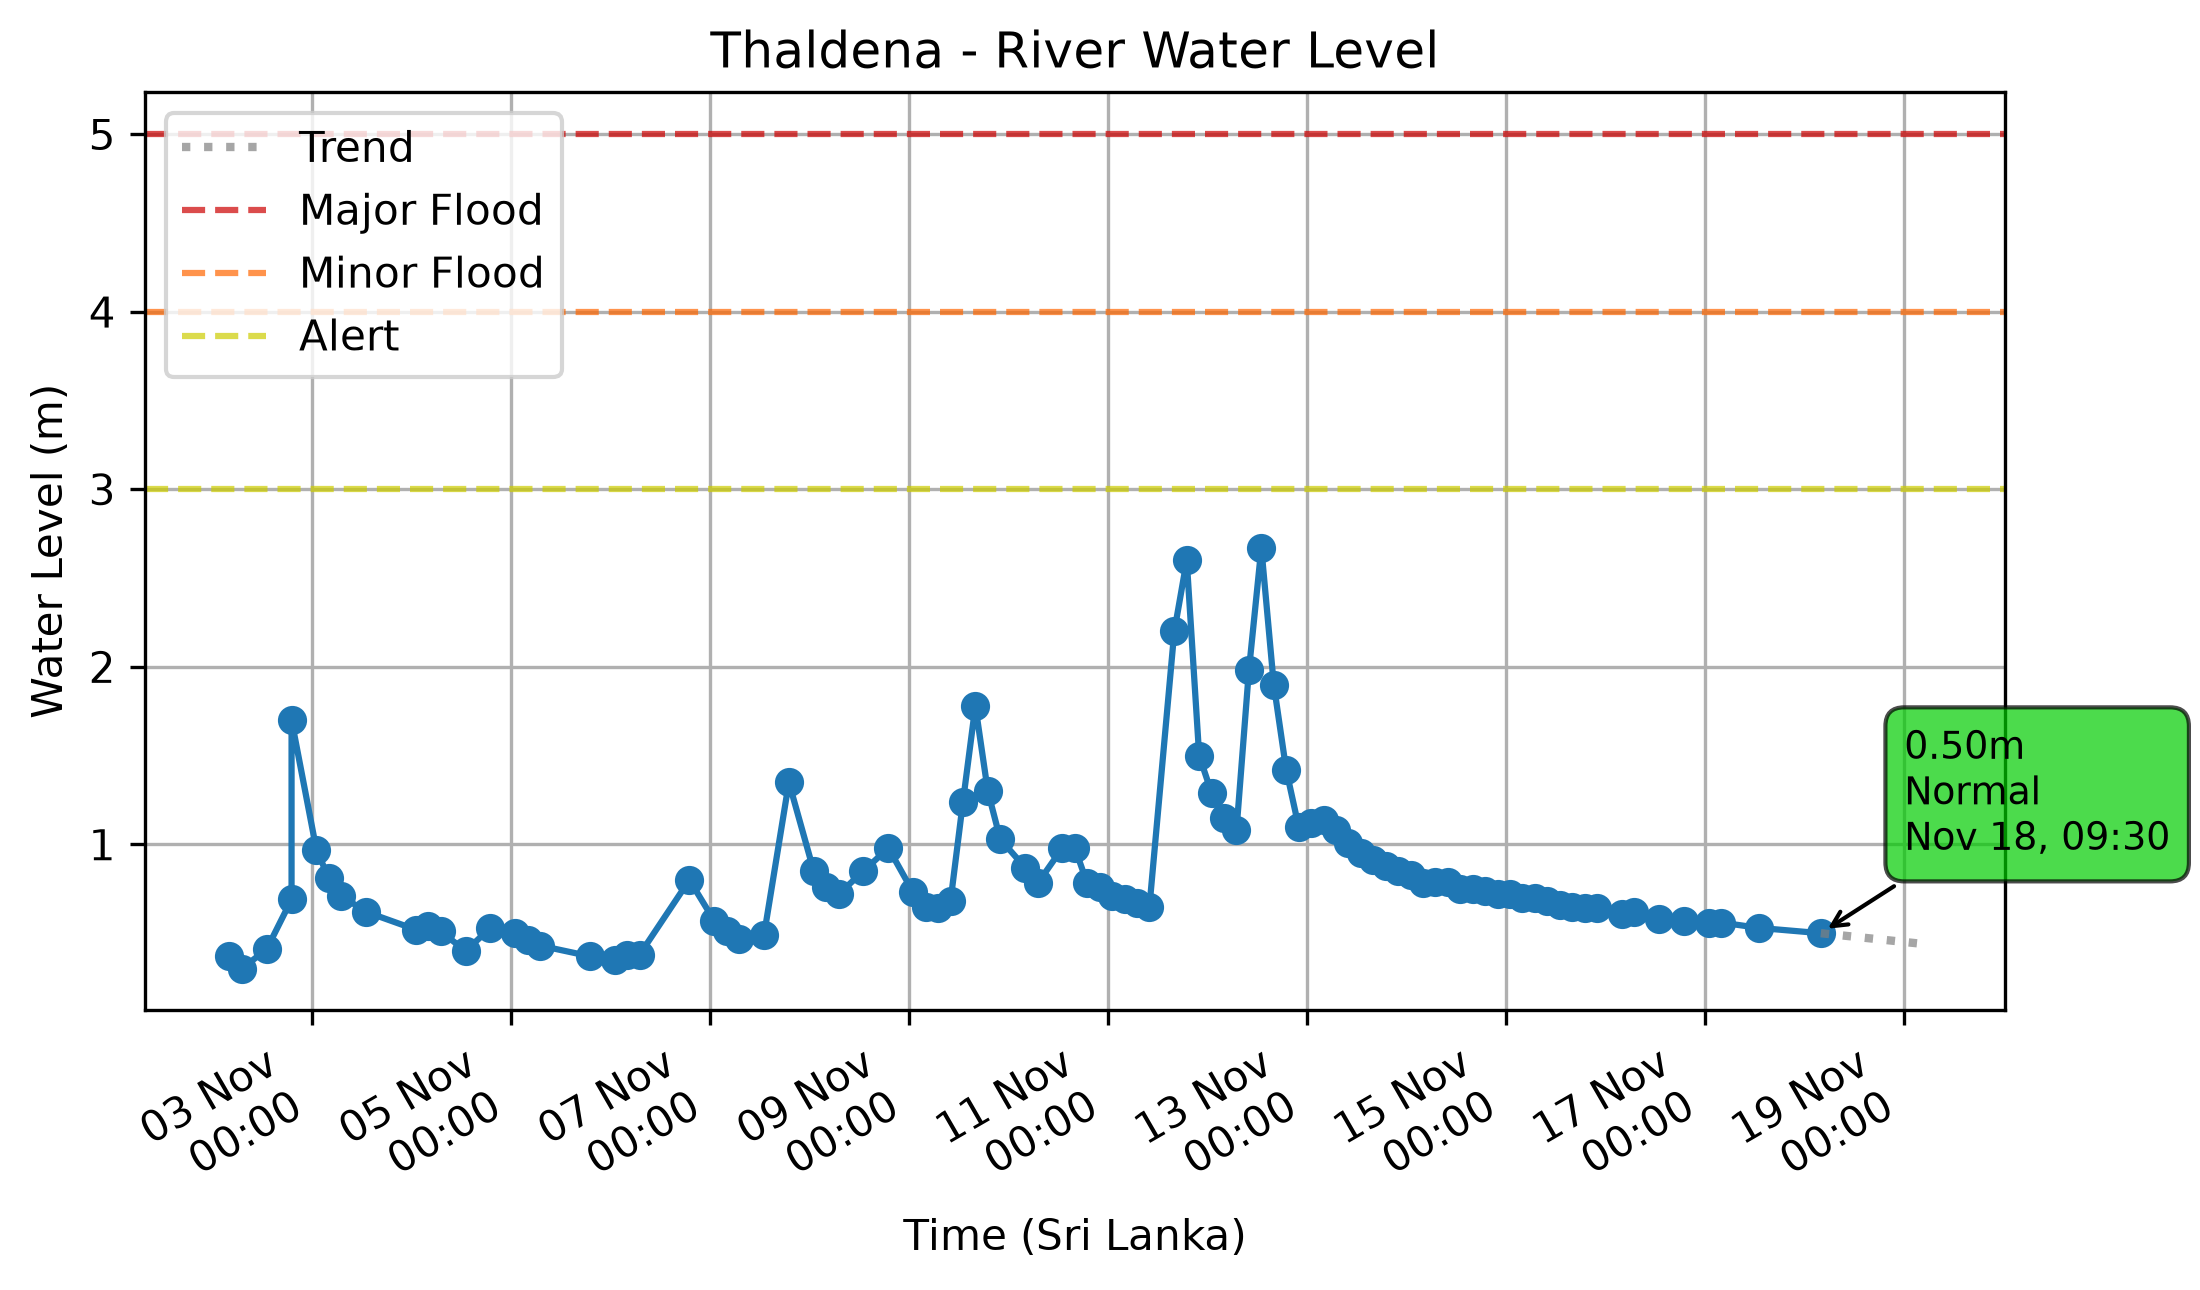 Thaldena - River Water Level
5
4
3
2
1
Water Level (m)
Trend
Major Flood
Minor Flood
Alert
0.50m
Normal
Nov 18, 09:30
03 Nov
00:00
05 Nov
00:00
07 Nov
00:00
09 Nov
00:00
11 Nov
00:00
13 Nov
00:00
15 Nov
00:00
17 Nov
00:00
19 Nov
00:00
Time (Sri Lanka)